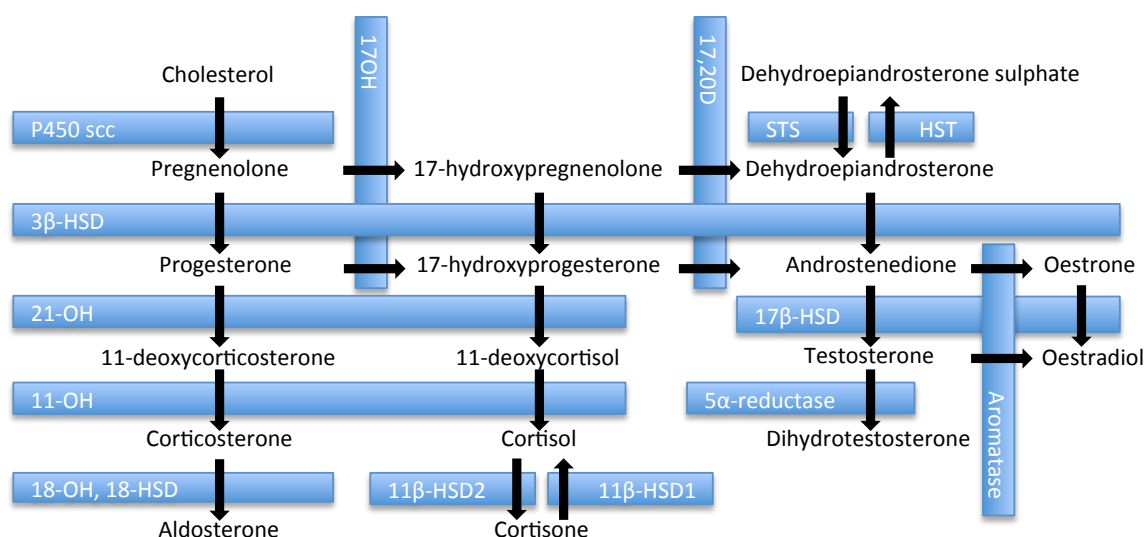 17OH
17,20D
Cholesterol
Dehydroepiandrosterone sulphate
P450 scc
STS
HST
Pregnenolone
17-hydroxypregnenolone
Dehydroepiandrosterone
3β-HSD
Progesterone
17-hydroxyprogesterone
Androstenedione
Oestrone
21-OH
17β-HSD
11-deoxycorticosterone
11-deoxycortisol
Testosterone
Oestradiol
11-OH
5α-reductase
Aromatase
Corticosterone
Cortisol
Dihydrotestosterone
18-OH, 18-HSD
11β-HSD2
11β-HSD1
Aldosterone
Cortisone